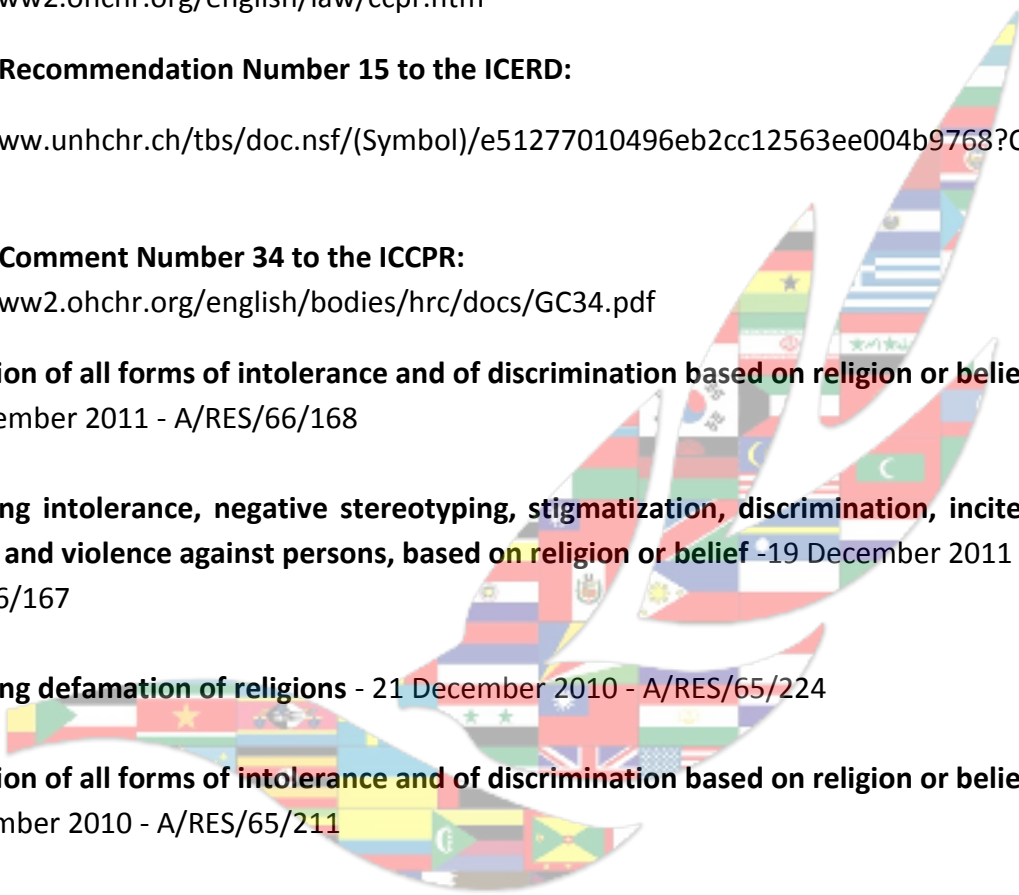 ww2.ohchr.org/english/law/ccpr.htm
Recommendation Number 15 to the ICERD:
ww.unhchr.ch/tbs/doc.nsf/(Symbol)/e51277010496eb2cc12563ee004b9768?O
Comment Number 34 to the ICCPR:
ww2.ohchr.org/english/bodies/hrc/docs/GC34.pdf
ion of all forms of intolerance and of discrimination based on religion or belie
ember 2011 - A/RES/66/168
ng intolerance, negative stereotyping, stigmatization, discrimination, incite
and violence against persons, based on religion or belief -19 December 2011
6/167
ng defamation of religions - 21 December 2010 - A/RES/65/224
ion of all forms of intolerance and of discrimination based on religion or belie
mber 2010 - A/RES/65/211